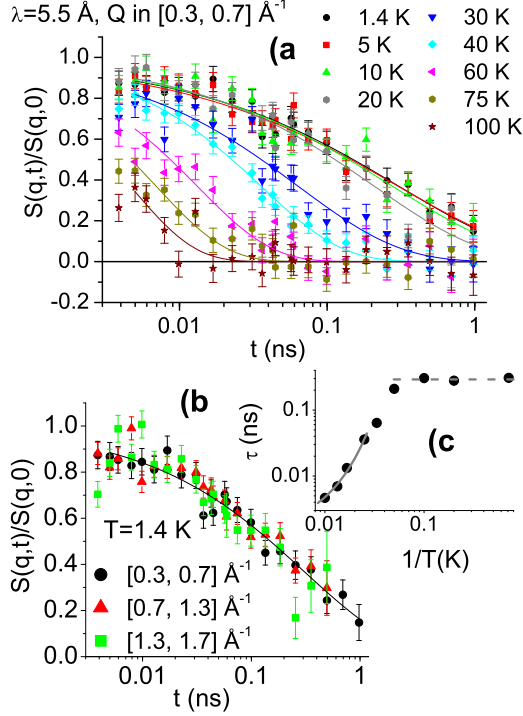 λ=5.5 Å, Q in [0.3, 0.7] Å⁻¹
(a)
1.4 K
5 K
10 K
20 K
30 K
40 K
60 K
75 K
100 K
S(q,t)/S(q,0)
1.0
0.8
0.6
0.4
0.2
0.0
-0.2
0.01
0.1
1
t (ns)
(b)
S(q,t)/S(q,0)
1.0
0.8
0.6
0.4
0.2
0.0
T=1.4 K
[0.3, 0.7] Å⁻¹
[0.7, 1.3] Å⁻¹
[1.3, 1.7] Å⁻¹
0.01
0.1
1
t (ns)
(c)
τ (ns)
0.1
0.01
0.01
0.1
1/T(K)